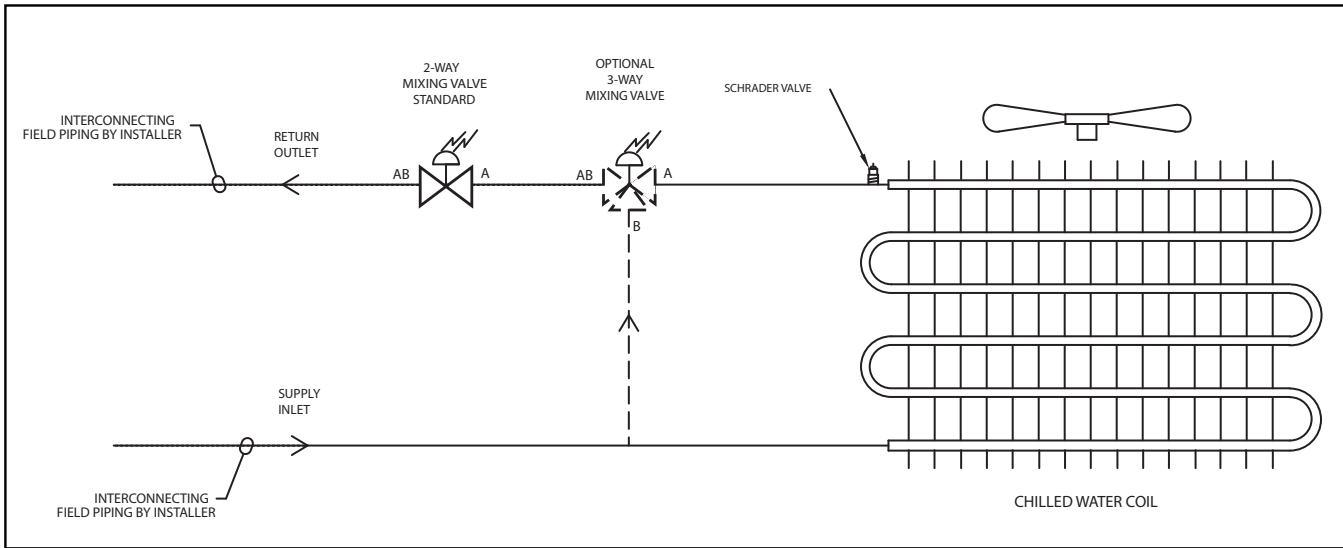 2-WAY
MIXING VALVE
STANDARD
OPTIONAL
3-WAY
MIXING VALVE
SCHRADER VALVE
INTERCONNECTING
FIELD PIPING BY INSTALLER
RETURN
OUTLET
AB
A
AB
A
B
SUPPLY
INLET
INTERCONNECTING
FIELD PIPING BY INSTALLER
CHILLED WATER COIL